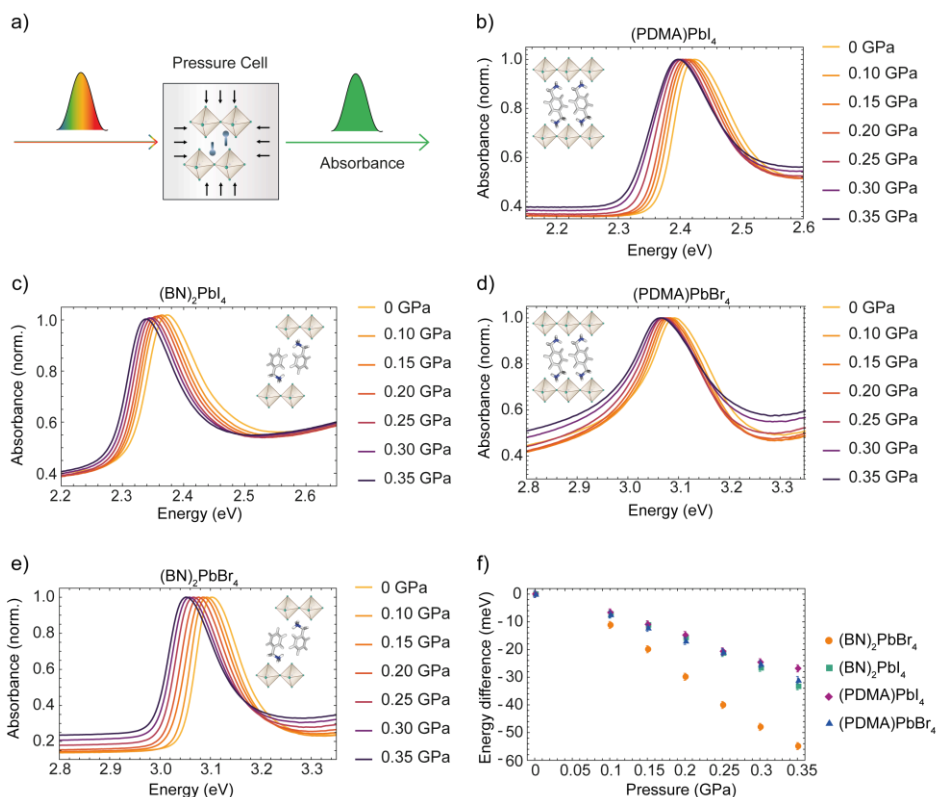 a)
Pressure Cell
Absorbance
b)
(PDMA)PbI₄
Absorbance (norm.)
1.0
0.8
0.6
0.4
2.2 2.3 2.4 2.5 2.6
Energy (eV)
0 GPa
0.10 GPa
0.15 GPa
0.20 GPa
0.25 GPa
0.30 GPa
0.35 GPa
c)
(BN)₂PbI₄
Absorbance (norm.)
1.0
0.8
0.6
0.4
2.2 2.3 2.4 2.5 2.6
Energy (eV)
0 GPa
0.10 GPa
0.15 GPa
0.20 GPa
0.25 GPa
0.30 GPa
0.35 GPa
d)
(PDMA)PbBr₄
Absorbance (norm.)
1.0
0.8
0.6
0.4
2.8 2.9 3.0 3.1 3.2 3.3
Energy (eV)
0 GPa
0.10 GPa
0.15 GPa
0.20 GPa
0.25 GPa
0.30 GPa
0.35 GPa
e)
(BN)₂PbBr₄
Absorbance (norm.)
1.0
0.8
0.6
0.4
0.2
2.8 2.9 3.0 3.1 3.2 3.3
Energy (eV)
0 GPa
0.10 GPa
0.15 GPa
0.20 GPa
0.25 GPa
0.30 GPa
0.35 GPa
f)
Energy difference (meV)
0
-10
-20
-30
-40
-50
-60
0 0.05 0.1 0.15 0.2 0.25 0.3 0.35
Pressure (GPa)
(BN)₂PbBr₄
(BN)₂PbI₄
(PDMA)PbI₄
(PDMA)PbBr₄